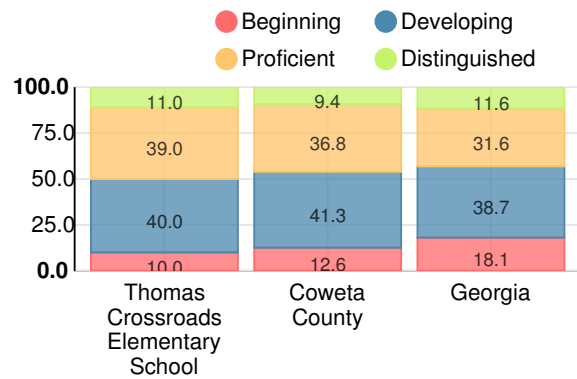 Beginning
Developing
Proficient
Distinguished
100.0
75.0
50.0
25.0
0.0
11.0
9.4
11.6
39.0
36.8
31.6
40.0
41.3
38.7
10.0
12.6
18.1
Thomas
Crossroads
Elementary
School
Coweta
County
Georgia